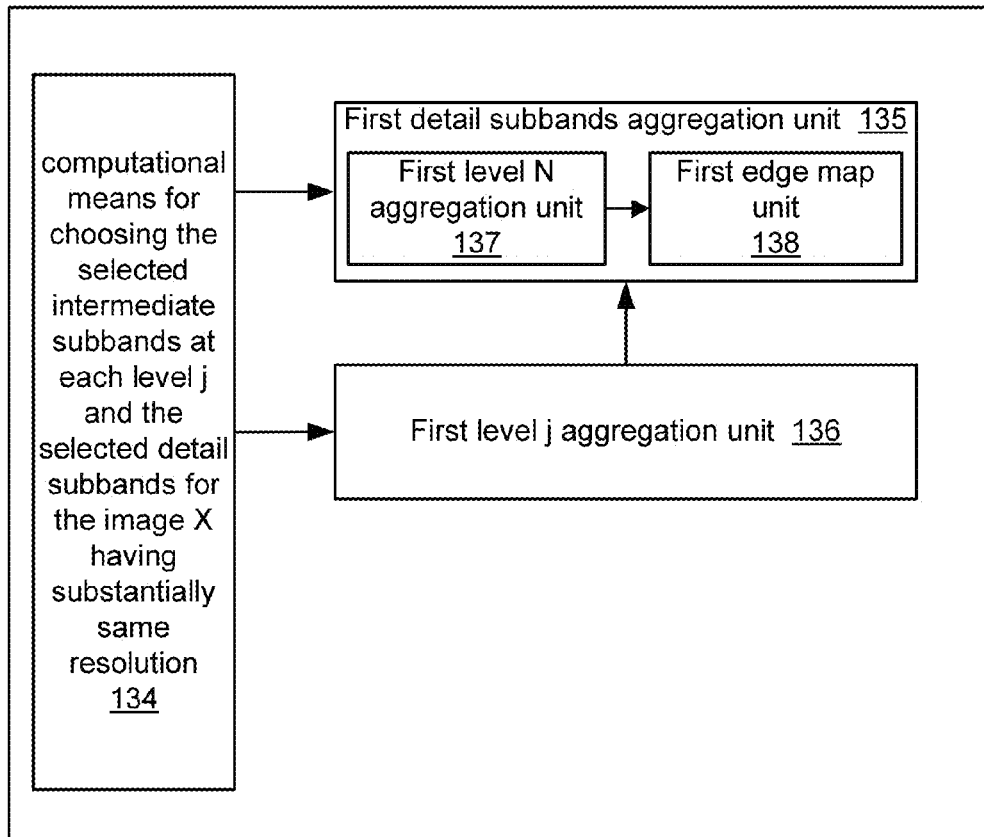 computational
means for
choosing the
selected
intermediate
subbands at
each level j
and the
selected detail
subbands for
the image X
having
substantially
same
resolution
134
First detail subbands aggregation unit 135
First level N
aggregation
unit
137
First edge map
unit
138
First level j aggregation unit 136